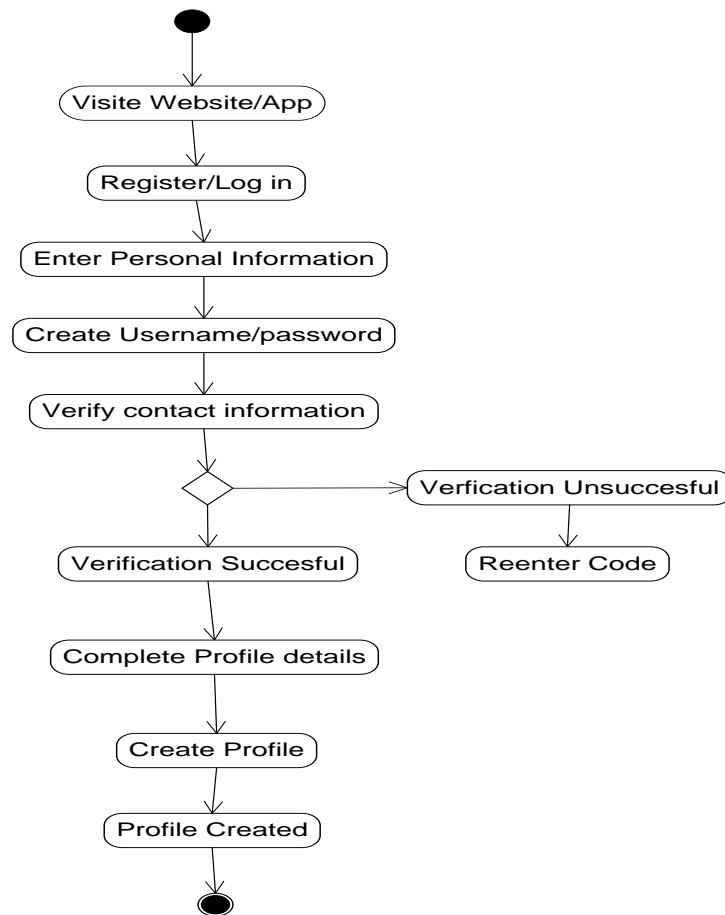 Visite Website/App
Register/Log in
Enter Personal Information
Create Username/password
Verify contact information
Verfication Unsuccesful
Verification Succesful
Reenter Code
Complete Profile details
Create Profile
Profile Created